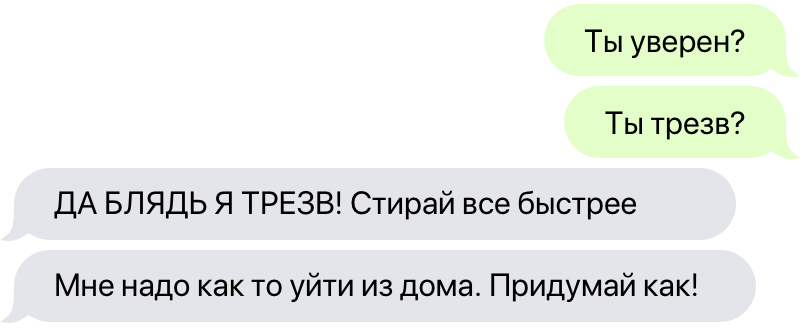 Ты уверен?
Ты трезв?
ДА БЛЯДЬ Я ТРЕЗВ! Стирай все быстрее
Мне надо как то уйти из дома. Придумай как!